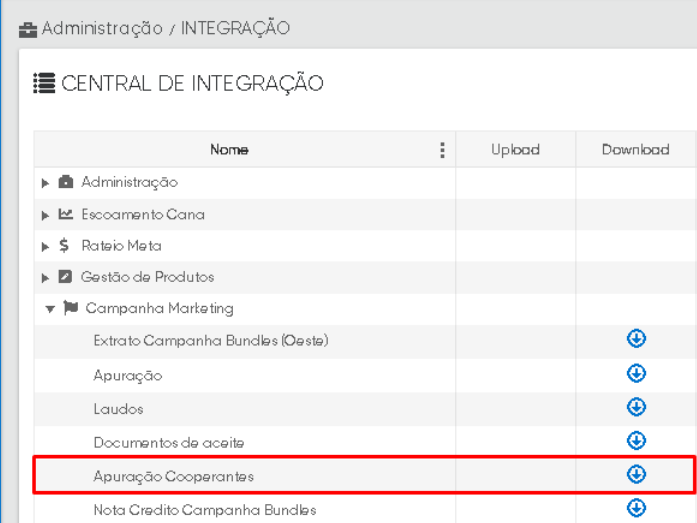 Administração / INTEGRAÇÃO
CENTRAL DE INTEGRAÇÃO
Nome Upload Download
Administração
Escoamento Cana
$ Rateio Meta
Gestão de Produtos
Campanha Marketing
Extrato Campanha Bundles (Oeste)
Apuração
Laudos
Documentos de aceite
Apuração Cooperantes
Nota Credito Campanha Bundles